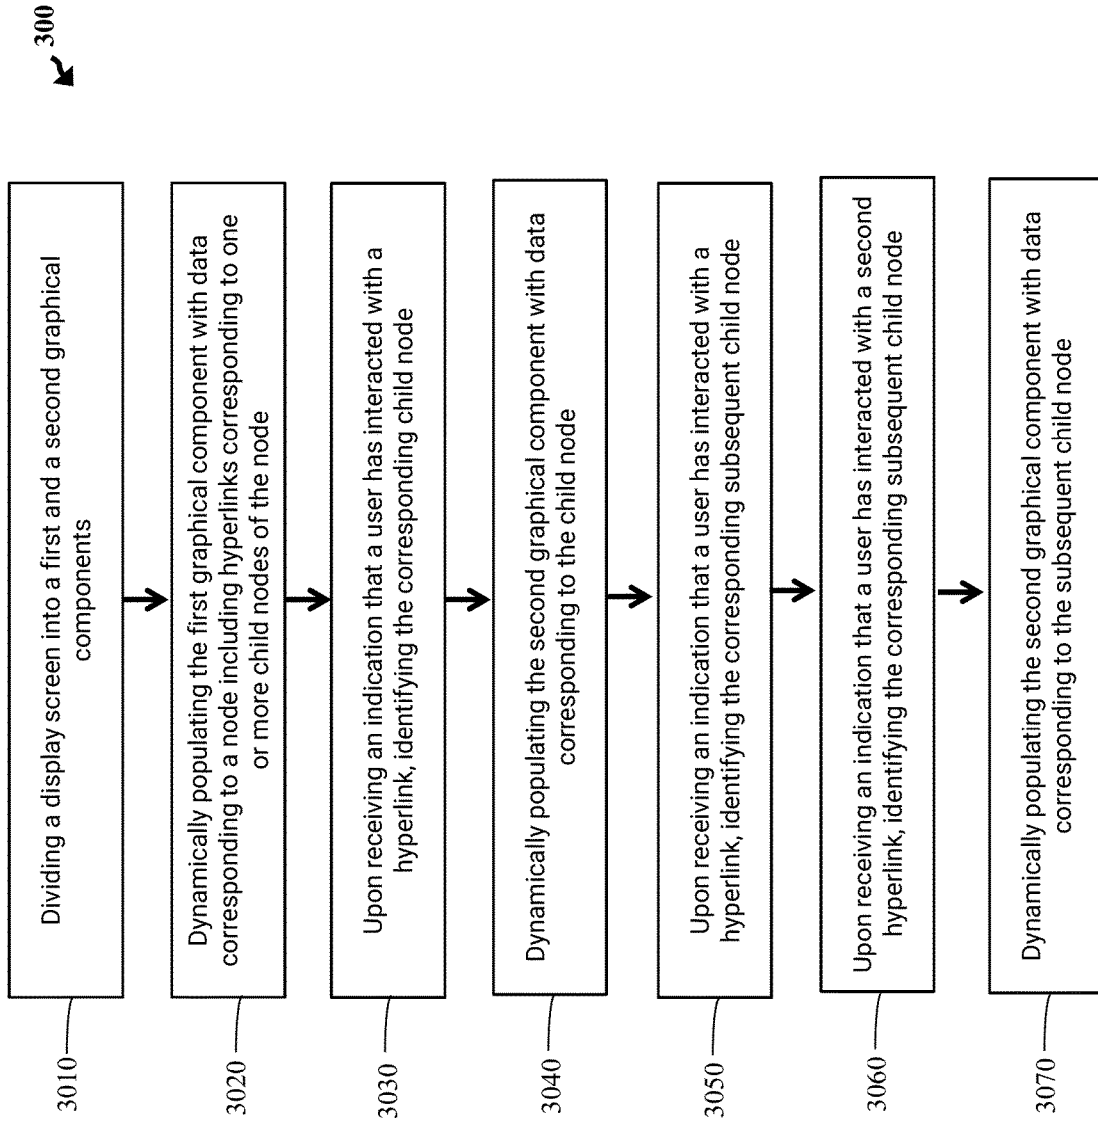 300
3010
Dividing a display screen into a first and a second graphical
components
3020
Dynamically populating the first graphical component with data
corresponding to a node including hyperlinks corresponding to one
or more child nodes of the node
3030
Upon receiving an indication that a user has interacted with a
hyperlink, identifying the corresponding child node
3040
Dynamically populating the second graphical component with data
corresponding to the child node
3050
Upon receiving an indication that a user has interacted with a
hyperlink, identifying the corresponding subsequent child node
3060
Upon receiving an indication that a user has interacted with a second
hyperlink, identifying the corresponding subsequent child node
3070
Dynamically populating the second graphical component with data
corresponding to the subsequent child node